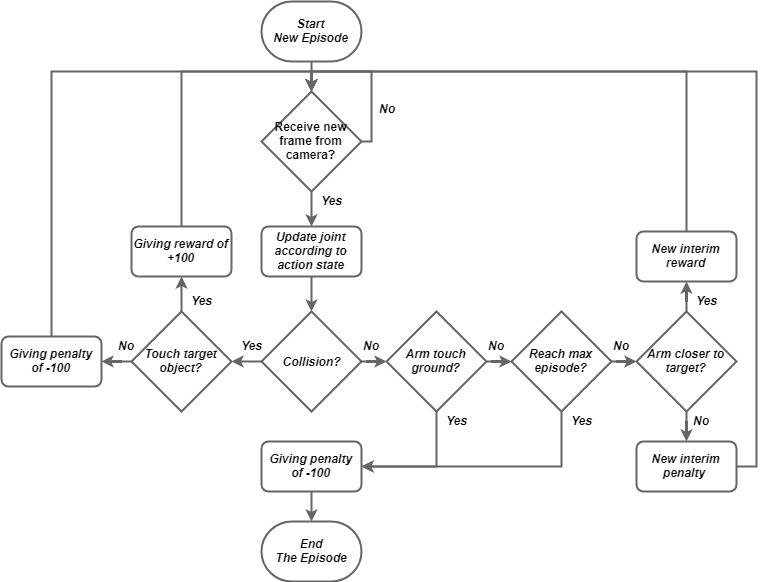 Start
New Episode
No
Receive new
frame from
camera?
Yes
Giving reward of
+100
Update joint
according to
action state
New interim
reward
Yes
Yes
Giving penalty
of -100
No
Touch target
object?
Yes
Collision?
No
Arm touch
ground?
No
Reach max
episode?
No
Arm closer to
target?
Yes
Yes
No
Giving penalty
of -100
New interim
penalty
End
The Episode